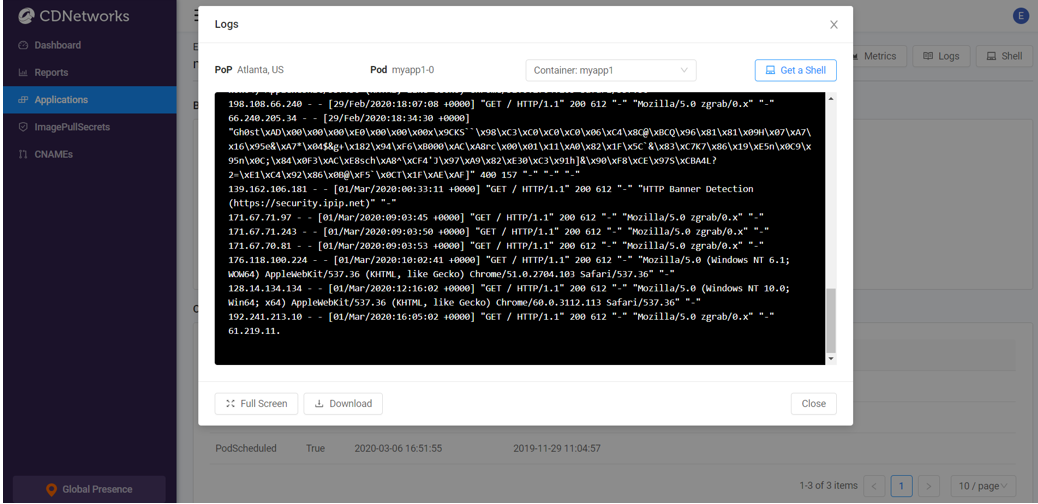 CDNetworks
Dashboard
Reports
Applications
ImagePullSecrets
CNAMEs
Global Presence
E
Metrics
Logs
Shell
Logs
PoP Atlanta, US
Pod myapp1-0
Container: myapp1
Get a Shell
198.108.66.240 - - [29/Feb/2020:18:07:08 +0000] "GET / HTTP/1.1" 200 612 "-" "Mozilla/5.0 zgrab/0.x" "-"
66.240.205.34 - - [29/Feb/2020:18:34:30 +0000]
"Gh0st\xAD\x00\x00\x00\xE0\x00\x00\x00x\x9CKS``\x98\xC3\xC0\xC0\xC0\x06\xC4\x8C@\xBCQ\x96\x81\x81\x09H\x07\xA7\
x16\x95e&\xA7*\x04$&g+\x182\x94\xF6\xB000\xAC\xA8rc\x00\x01\x11\xA0\x82\x1F\x5C`&\x83\xC7K7\x86\x19\xE5n\x0C9\x
95n\x0C;\x84\x0F3\xAC\xE8sch\xA8^\xCF4'J\x97\xA9\x82\xE30\xC3\x91h]&\x90\xF8\xCE\x97S\xCBA4L?
2=\xE1\xC4\x92\x86\x0B@\xF5`\x0CT\x1F\xAE\xAF]" 400 157 "-" "-" "-"
139.162.106.181 - - [01/Mar/2020:00:33:11 +0000] "GET / HTTP/1.1" 200 612 "-" "HTTP Banner Detection
(https://security.ipip.net)" "-"
171.67.71.97 - - [01/Mar/2020:09:03:45 +0000] "GET / HTTP/1.1" 200 612 "-" "Mozilla/5.0 zgrab/0.x" "-"
171.67.71.243 - - [01/Mar/2020:09:03:50 +0000] "GET / HTTP/1.1" 200 612 "-" "Mozilla/5.0 zgrab/0.x" "-"
171.67.70.81 - - [01/Mar/2020:09:03:53 +0000] "GET / HTTP/1.1" 200 612 "-" "Mozilla/5.0 zgrab/0.x" "-"
176.118.100.224 - - [01/Mar/2020:10:02:41 +0000] "GET / HTTP/1.1" 200 612 "-" "Mozilla/5.0 (Windows NT 6.1;
WOW64) AppleWebKit/537.36 (KHTML, like Gecko) Chrome/51.0.2704.103 Safari/537.36" "-"
128.14.134.134 - - [01/Mar/2020:12:16:02 +0000] "GET / HTTP/1.1" 200 612 "-" "Mozilla/5.0 (Windows NT 10.0;
Win64; x64) AppleWebKit/537.36 (KHTML, like Gecko) Chrome/60.0.3112.113 Safari/537.36" "-"
192.241.213.10 - - [01/Mar/2020:16:05:02 +0000] "GET / HTTP/1.1" 200 612 "-" "Mozilla/5.0 zgrab/0.x" "-"
61.219.11.
Full Screen
Download
Close
PodScheduled True 2020-03-06 16:51:55 2019-11-29 11:04:57
1-3 of 3 items
1
10 / page